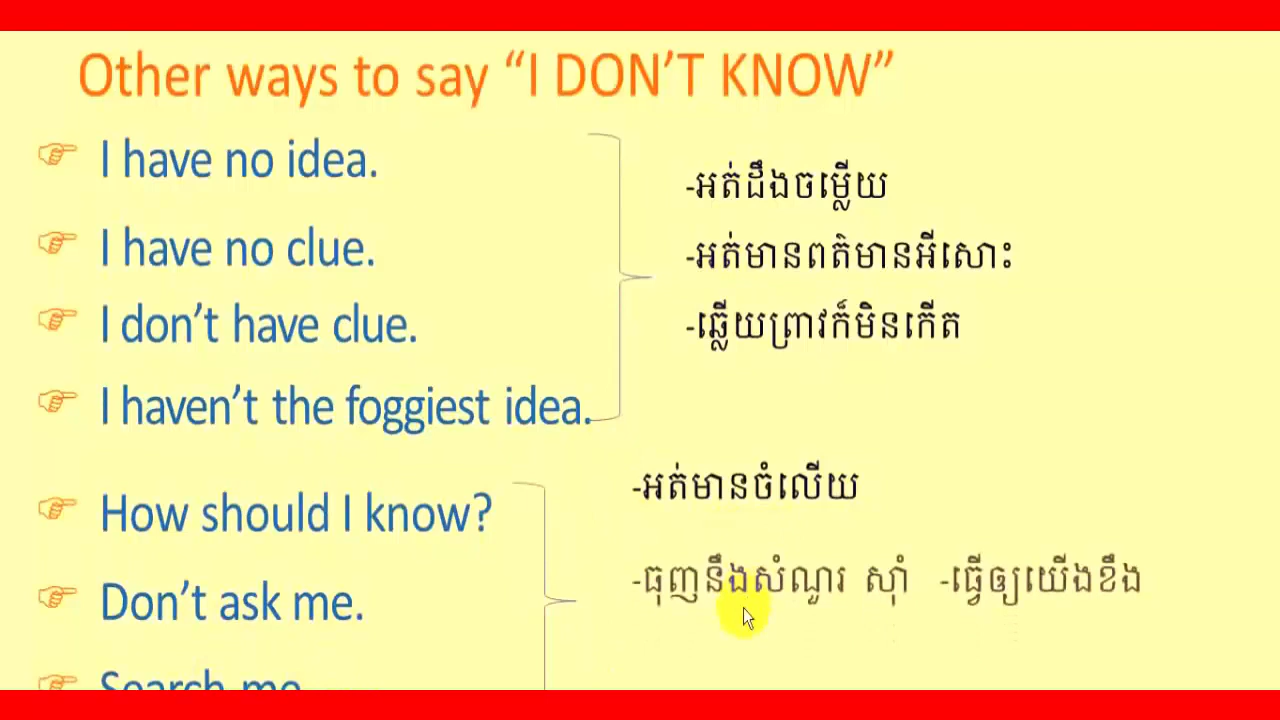 Other ways to say “I DON’T KNOW”
I have no idea.
I have no clue.
I don’t have clue.
I haven’t the foggiest idea.
-អត់ដឹងចម្លើយ
-អត់មានពត៌មានអីសោះ
-ឆ្លើយព្រាវក៏មិនកើត
How should I know?
Don’t ask me.
Search me.
-អត់មានចំលើយ
-ធុញនឹងសំណួរ ស៊ាំ -ធ្វើឲ្យយើងខឹង